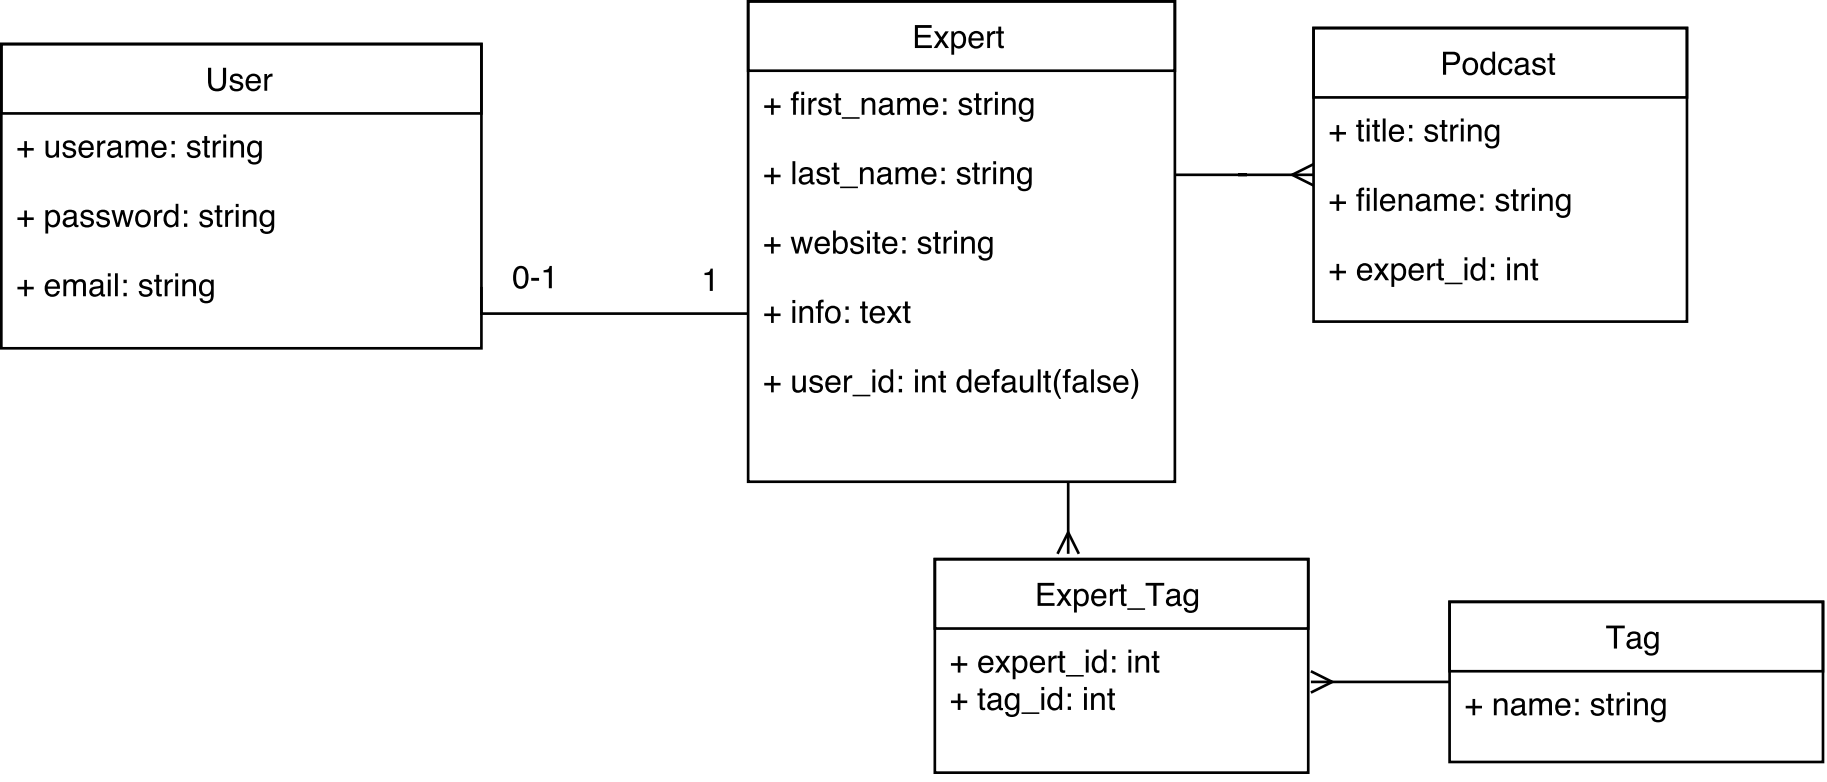 User
+ userame: string
+ password: string
+ email: string
0-1
1
Expert
+ first_name: string
+ last_name: string
+ website: string
+ info: text
+ user_id: int default(false)
Podcast
+ title: string
+ filename: string
+ expert_id: int
Expert_Tag
+ expert_id: int
+ tag_id: int
Tag
+ name: string